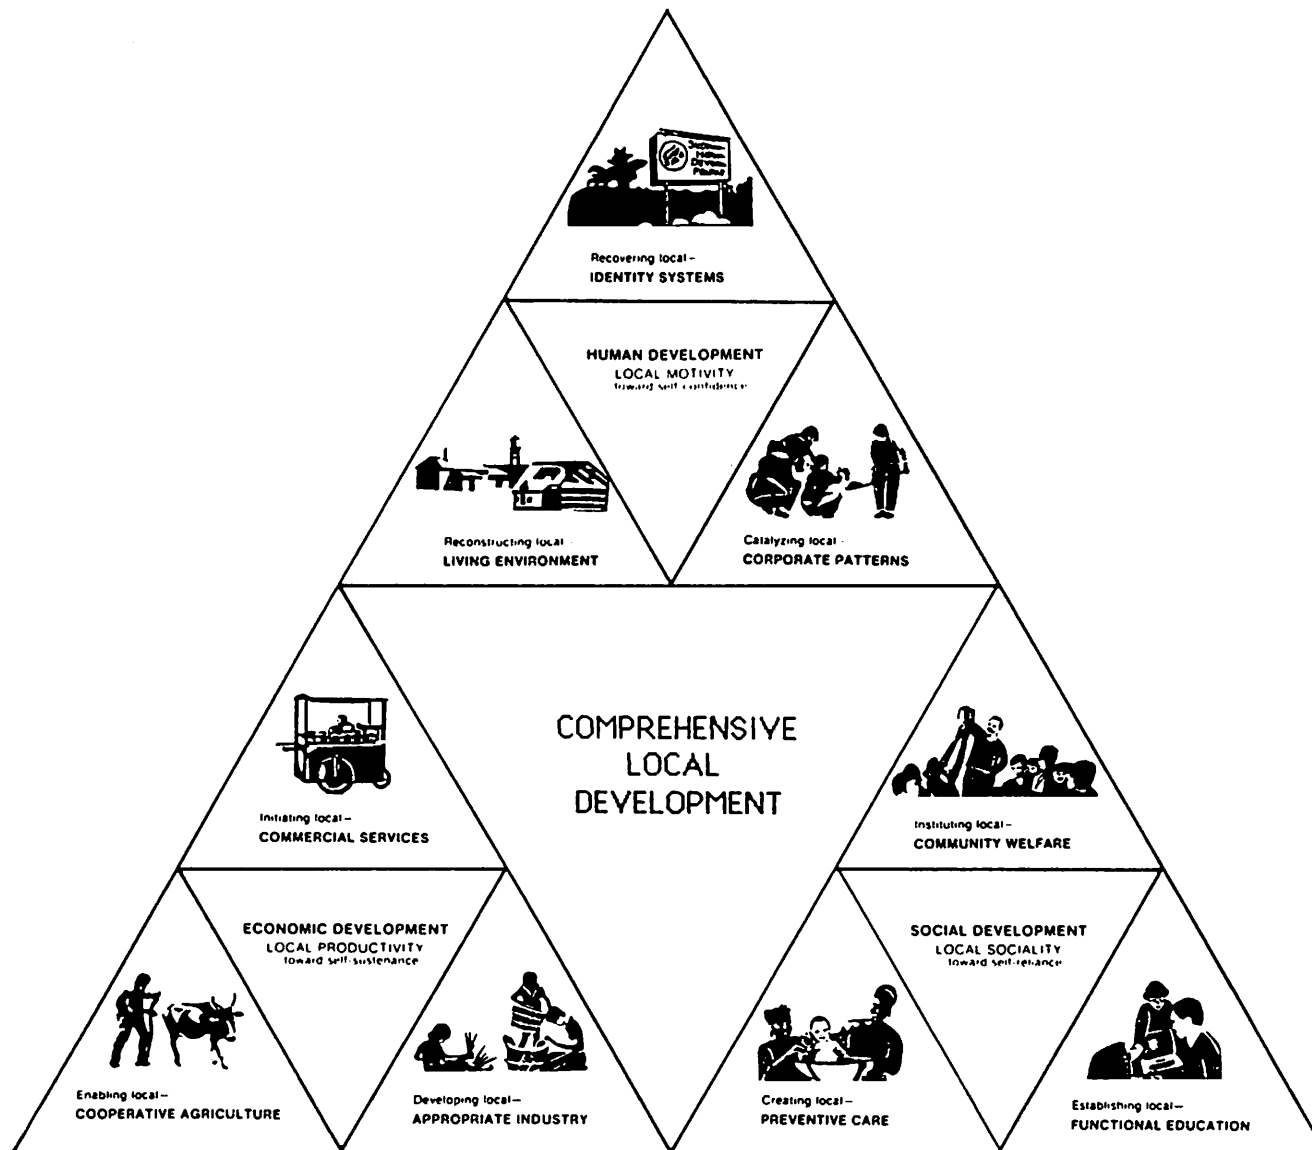 Recovering local–
IDENTITY SYSTEMS
HUMAN DEVELOPMENT
LOCAL MOTIVITY
toward self-confidence
Reconstructing local-
LIVING ENVIRONMENT
Catalyzing local-
CORPORATE PATTERNS
COMPREHENSIVE
LOCAL
DEVELOPMENT
Initiating local–
COMMERCIAL SERVICES
Instituting local–
COMMUNITY WELFARE
ECONOMIC DEVELOPMENT
LOCAL PRODUCTIVITY
toward self-sustenance
SOCIAL DEVELOPMENT
LOCAL SOCIALITY
toward self-reliance
Enabling local–
COOPERATIVE AGRICULTURE
Developing local–
APPROPRIATE INDUSTRY
Creating local–
PREVENTIVE CARE
Establishing local–
FUNCTIONAL EDUCATION